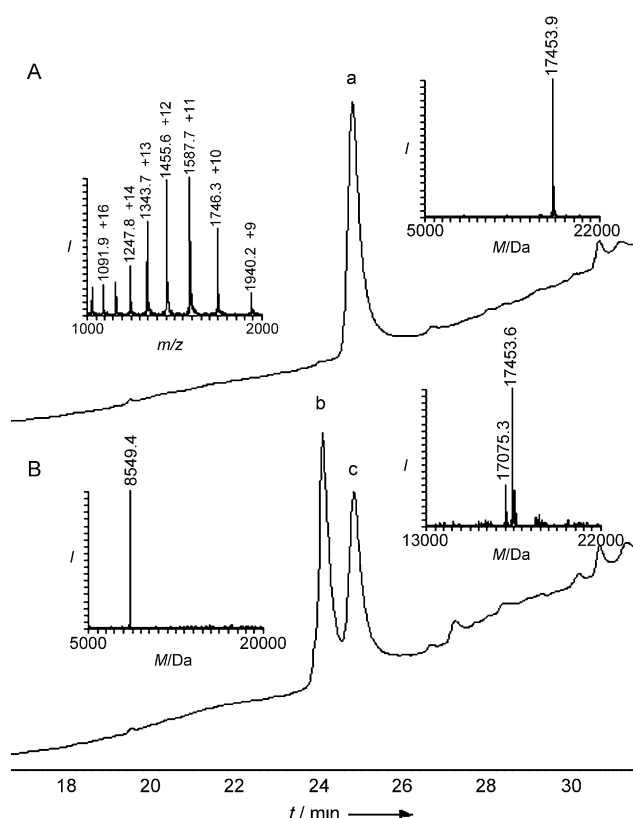 A
a
I
1091.9 +16
1247.8 +14
1343.7 +13
1455.6 +12
1587.7 +11
1746.3 +10
1940.2 +9
1000 2000
m/z
I
17453.9
5000 22000
M/Da
B
b
c
I
8549.4
5000 20000
M/Da
I
17075.3
17453.6
13000 22000
M/Da
18 20 22 24 26 28 30
t / min